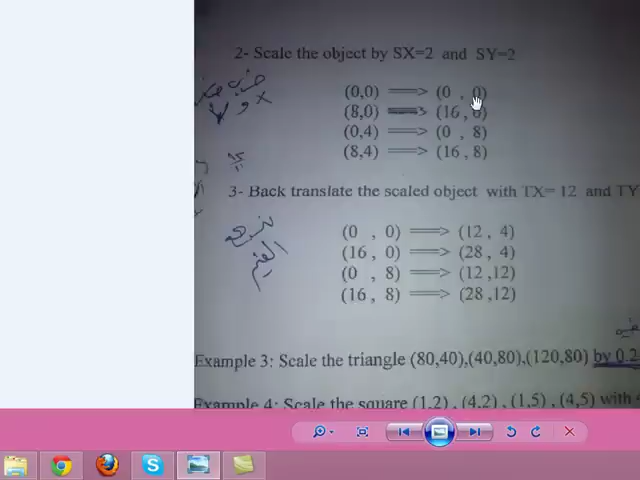 2- Scale the object by SX=2 and SY=2
(0,0) ===> (0 , 0)
(8,0) ===> (16 , 0)
(0,4) ===> (0 , 8)
(8,4) ===> (16 , 8)
x
3- Back translate the scaled object with TX= 12 and TY
(0 , 0) ===> (12 , 4)
(16 , 0) ===> (28 , 4)
(0 , 8) ===> (12 ,12)
(16 , 8) ===> (28 ,12)
Example 3: Scale the triangle (80,40),(40,80),(120,80) by 0.2
Example 4: Scale the square (1,2) , (4,2) , (1,5) , (4,5) with